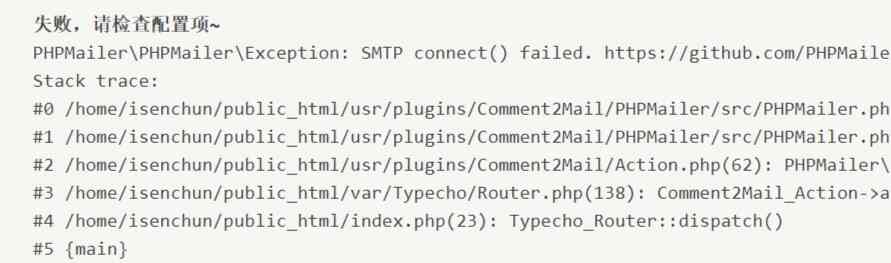 失败，请检查配置项~
PHPMailer\PHPMailer\Exception: SMTP connect() failed. https://github.com/PHPMaile
Stack trace:
#0 /home/isenchun/public_html/usr/plugins/Comment2Mail/PHPMailer/src/PHPMailer.ph
#1 /home/isenchun/public_html/usr/plugins/Comment2Mail/PHPMailer/src/PHPMailer.ph
#2 /home/isenchun/public_html/usr/plugins/Comment2Mail/Action.php(62): PHPMailer\
#3 /home/isenchun/public_html/var/Typecho/Router.php(138): Comment2Mail_Action->a
#4 /home/isenchun/public_html/index.php(23): Typecho_Router::dispatch()
#5 {main}